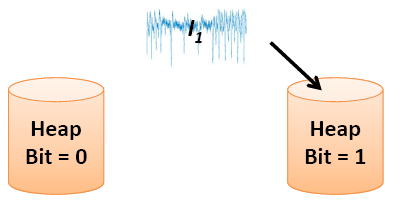 I1
Heap
Bit = 0
Heap
Bit = 1